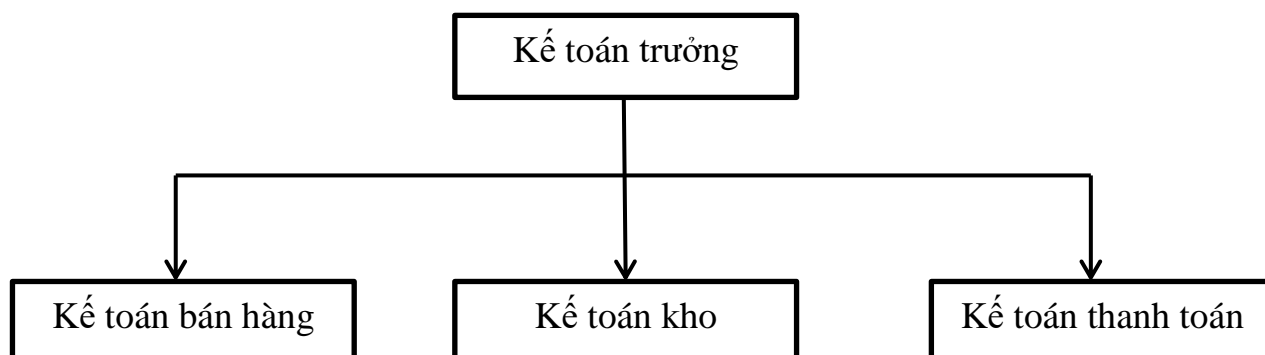 Kế toán trưởng
Kế toán bán hàng
Kế toán kho
Kế toán thanh toán